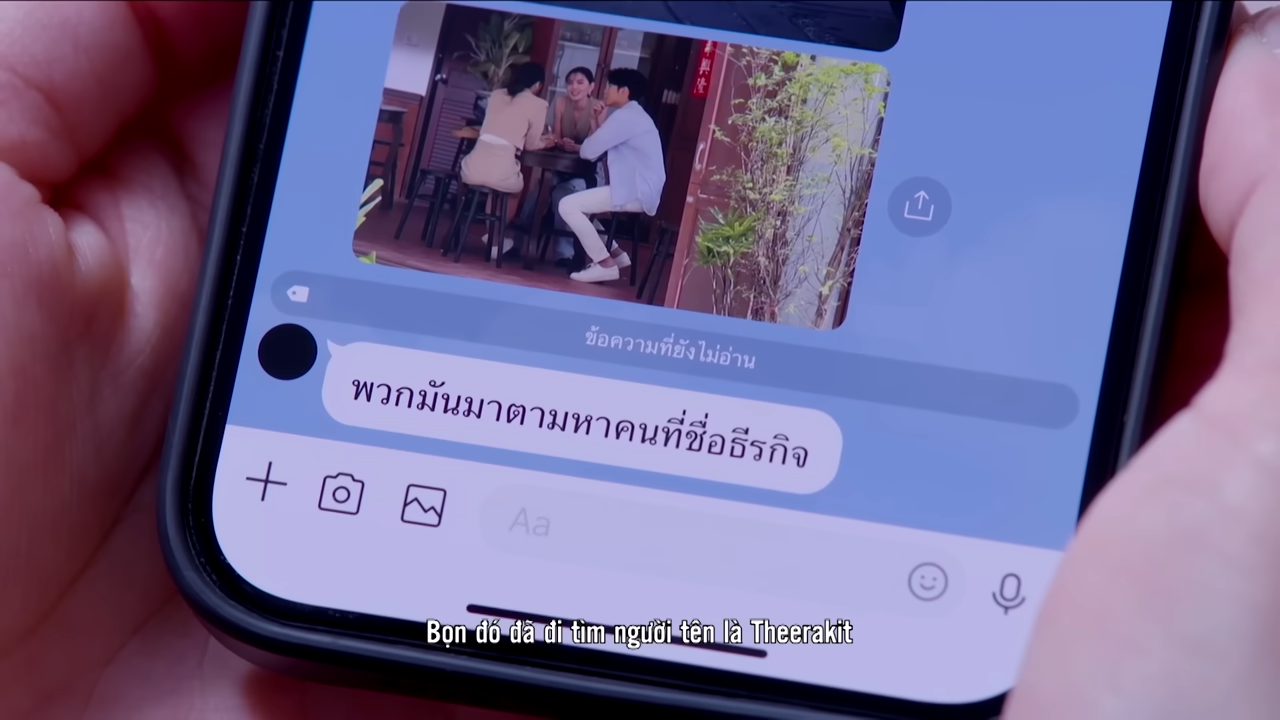 ข้อความที่ยังไม่อ่าน
พวกมันมาตามหาคนที่ชื่อธีรกิจ
Aa
Bọn đó đã đi tìm người tên là Theerakit